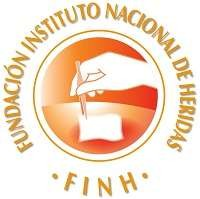 FUNDACIÓN INSTITUTO NACIONAL DE HERIDAS
· FINH ·